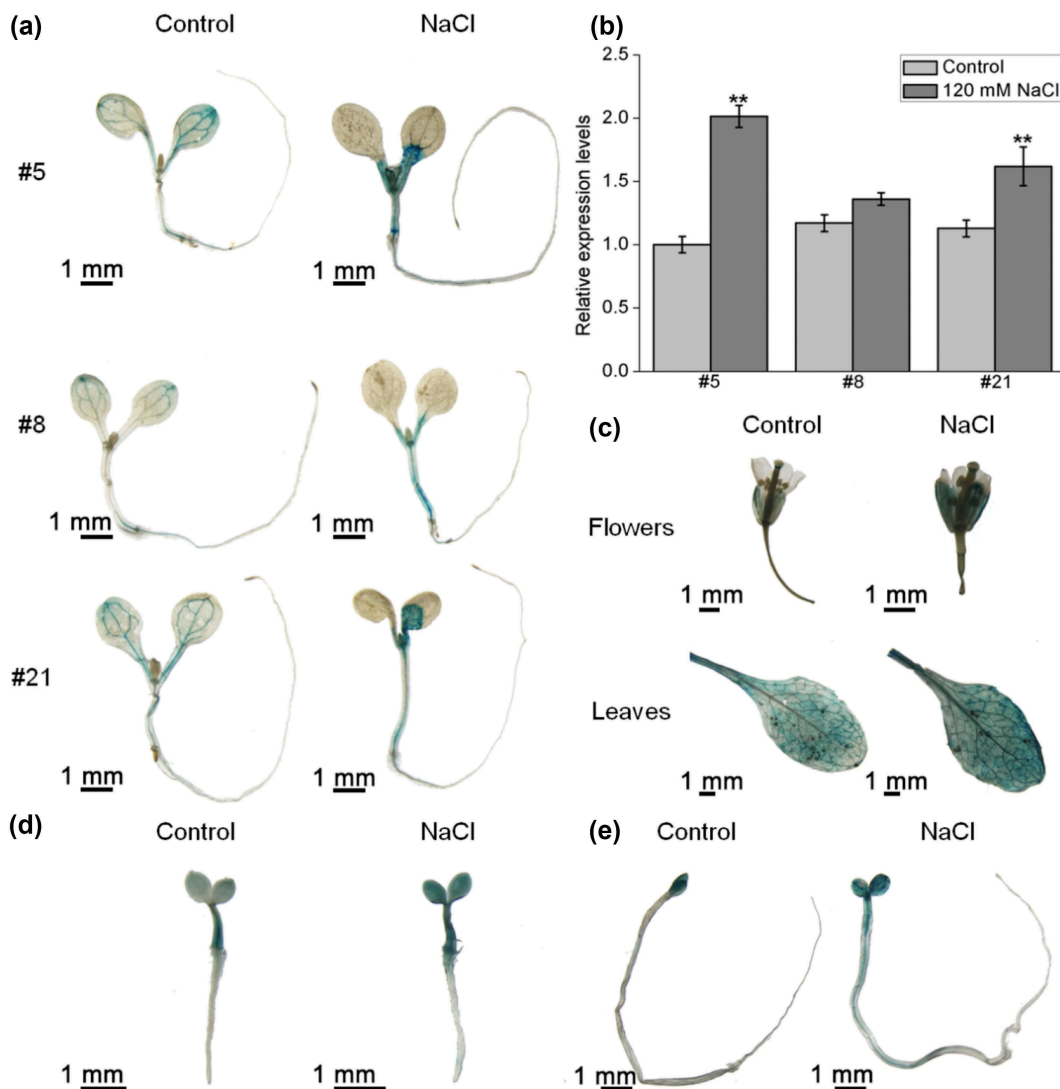 (a)
Control NaCl
#5
1 mm 1 mm
#8
1 mm 1 mm
#21
1 mm 1 mm
(b)
2.5
2.0
1.5
1.0
0.5
0.0
Relative expression levels
Control
120 mM NaCl
** **
#5 #8 #21
(c)
Control NaCl
Flowers
1 mm 1 mm
Leaves
1 mm 1 mm
(d)
Control NaCl
1 mm 1 mm
(e)
Control NaCl
1 mm 1 mm